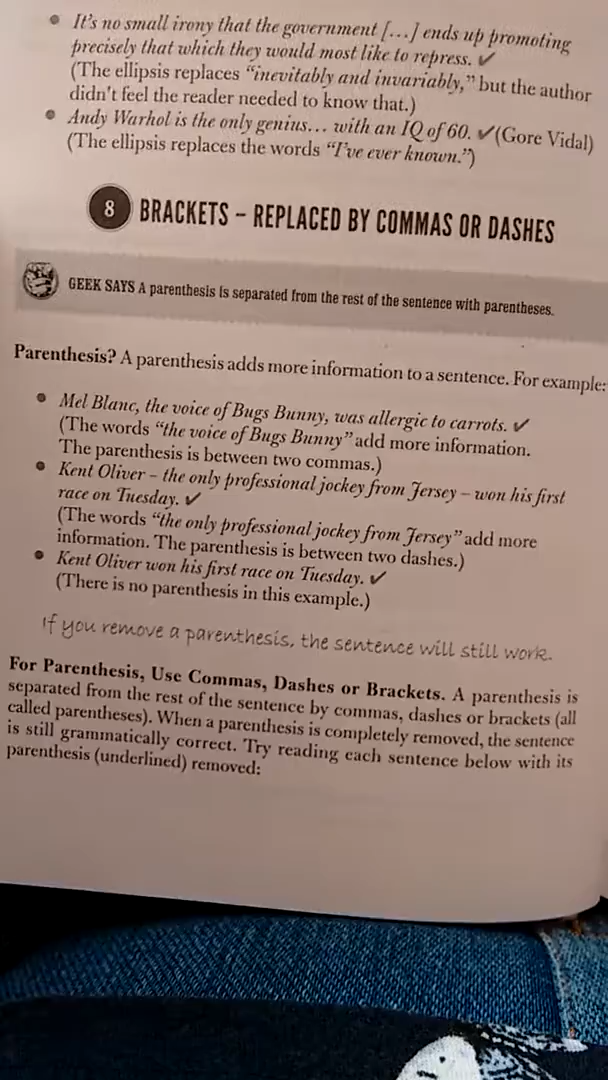 • It's no small irony that the government [...] ends up promoting
precisely that which they would most like to repress. ✓
(The ellipsis replaces "inevitably and invariably," but the author
didn't feel the reader needed to know that.)
• Andy Warhol is the only genius... with an IQ of 60. ✓(Gore Vidal)
(The ellipsis replaces the words "I've ever known.")
8 BRACKETS – REPLACED BY COMMAS OR DASHES
GEEK SAYS A parenthesis is separated from the rest of the sentence with parentheses.
Parenthesis? A parenthesis adds more information to a sentence. For example:
• Mel Blanc, the voice of Bugs Bunny, was allergic to carrots. ✓
(The words "the voice of Bugs Bunny" add more information.
The parenthesis is between two commas.)
• Kent Oliver – the only professional jockey from Jersey – won his first
race on Tuesday. ✓
(The words "the only professional jockey from Jersey" add more
information. The parenthesis is between two dashes.)
• Kent Oliver won his first race on Tuesday. ✓
(There is no parenthesis in this example.)
If you remove a parenthesis, the sentence will still work.
For Parenthesis, Use Commas, Dashes or Brackets. A parenthesis is
separated from the rest of the sentence by commas, dashes or brackets (all
called parentheses). When a parenthesis is completely removed, the sentence
is still grammatically correct. Try reading each sentence below with its
parenthesis (underlined) removed: